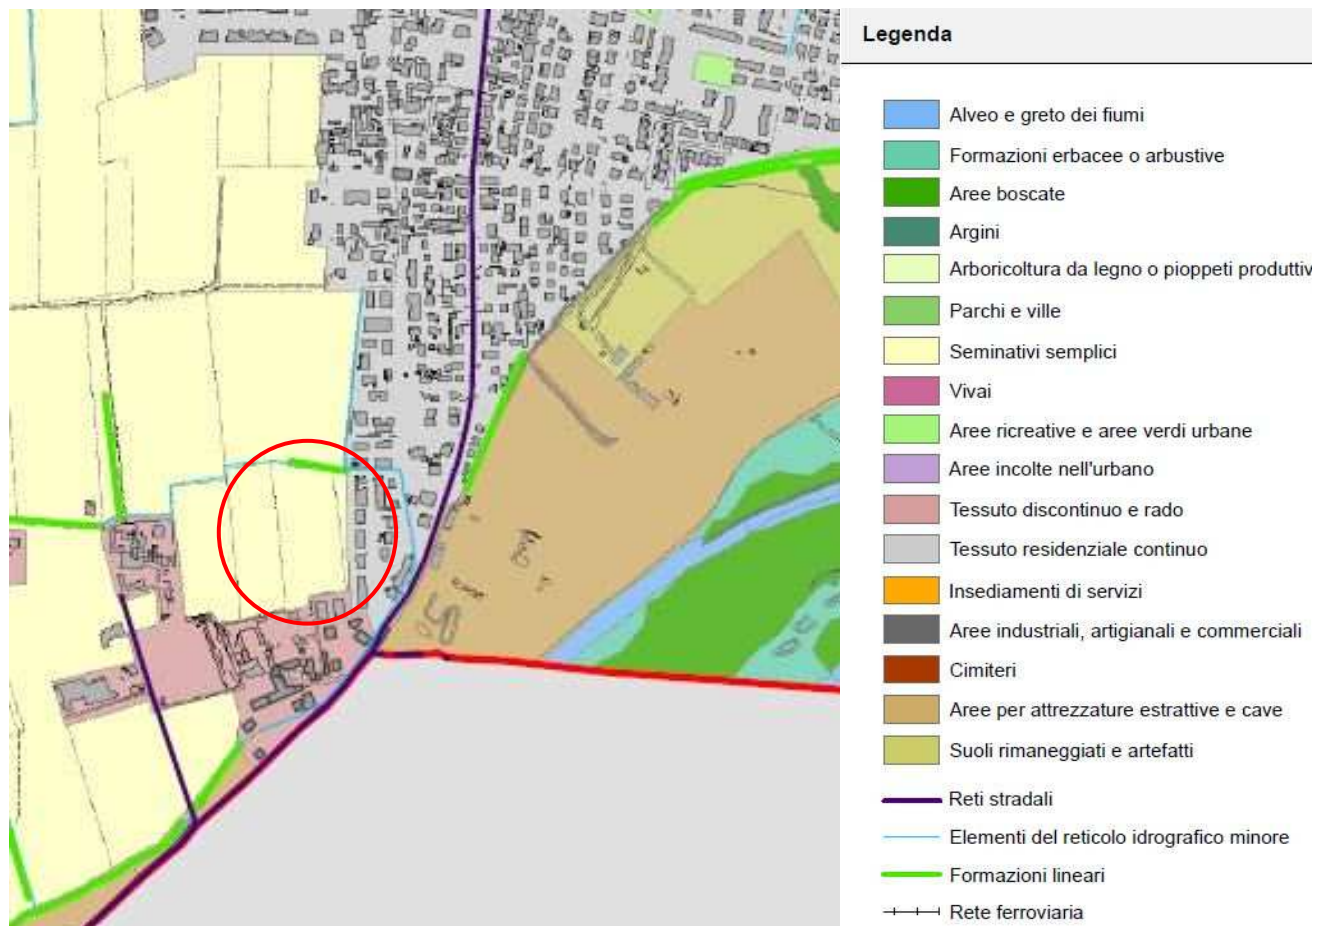 Legenda
Alveo e greto dei fiumi
Formazioni erbacee o arbustive
Aree boscate
Argini
Arboricoltura da legno o pioppeti produttiv
Parchi e ville
Seminativi semplici
Vivai
Aree ricreative e aree verdi urbane
Aree incolte nell'urbano
Tessuto discontinuo e rado
Tessuto residenziale continuo
Insediamenti di servizi
Aree industriali, artigianali e commerciali
Cimiteri
Aree per attrezzature estrattive e cave
Suoli rimaneggiati e artefatti
Reti stradali
Elementi del reticolo idrografico minore
Formazioni lineari
Rete ferroviaria